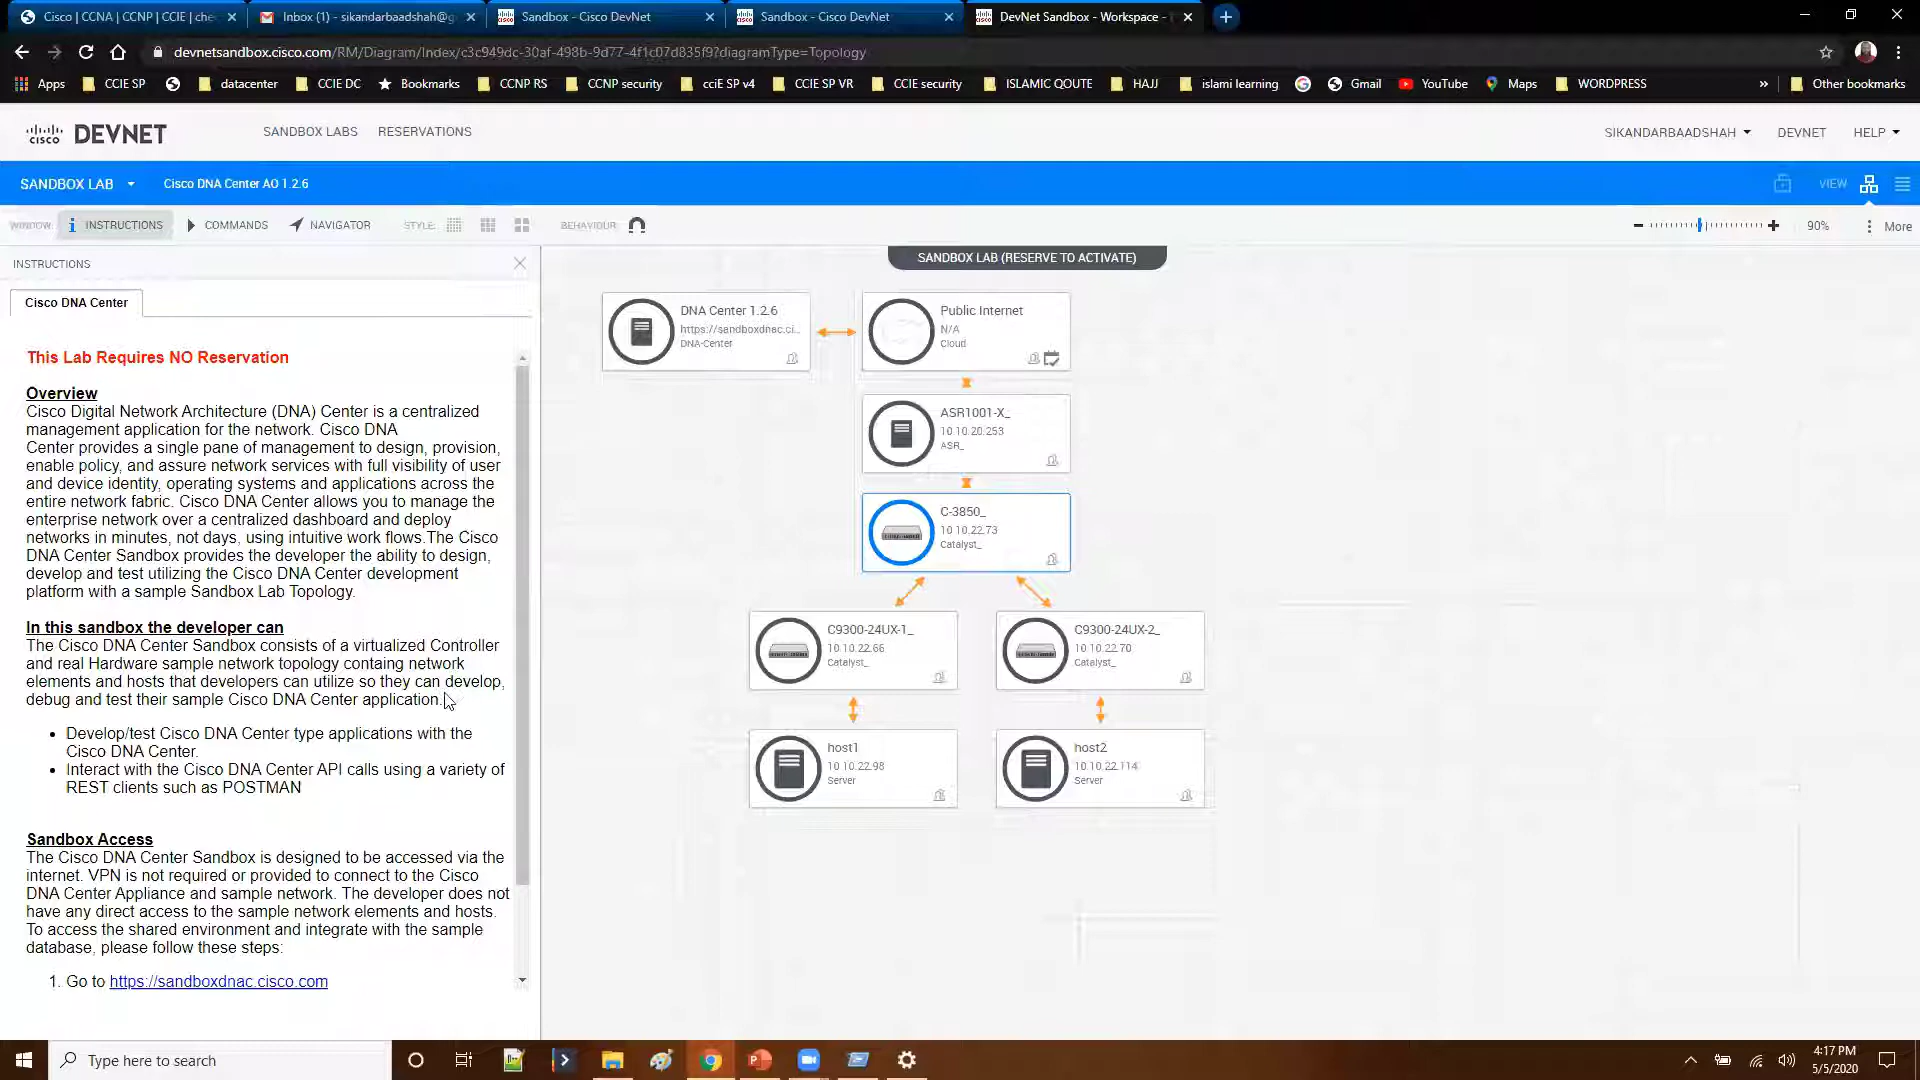 Cisco | CCNA | CCNP | CCIE | che
Inbox (1) - sikandarbaadshah@g
Sandbox - Cisco DevNet
Sandbox - Cisco DevNet
DevNet Sandbox - Workspace -
devnetsandbox.cisco.com/RM/Diagram/Index/c3c949dc-30af-498b-9d77-4f1c07d835f9?diagramType=Topology
Apps
CCIE SP
datacenter
CCIE DC
Bookmarks
CCNP RS
CCNP security
cciE SP v4
CCIE SP VR
CCIE security
ISLAMIC QOUTE
HAJJ
islami learning
Gmail
YouTube
Maps
WORDPRESS
»
Other bookmarks
cisco DEVNET
SANDBOX LABS
RESERVATIONS
SIKANDARBAADSHAH
DEVNET
HELP
SANDBOX LAB
Cisco DNA Center AO 1.2.6
VIEW
WINDOW:
INSTRUCTIONS
COMMANDS
NAVIGATOR
STYLE:
BEHAVIOUR:
90%
More
INSTRUCTIONS
Cisco DNA Center
This Lab Requires NO Reservation
Overview
Cisco Digital Network Architecture (DNA) Center is a centralized
management application for the network. Cisco DNA
Center provides a single pane of management to design, provision,
enable policy, and assure network services with full visibility of user
and device identity, operating systems and applications across the
entire network fabric. Cisco DNA Center allows you to manage the
enterprise network over a centralized dashboard and deploy
networks in minutes, not days, using intuitive work flows.The Cisco
DNA Center Sandbox provides the developer the ability to design,
develop and test utilizing the Cisco DNA Center development
platform with a sample Sandbox Lab Topology.
In this sandbox the developer can
The Cisco DNA Center Sandbox consists of a virtualized Controller
and real Hardware sample network topology containg network
elements and hosts that developers can utilize so they can develop,
debug and test their sample Cisco DNA Center application.
• Develop/test Cisco DNA Center type applications with the
Cisco DNA Center.
• Interact with the Cisco DNA Center API calls using a variety of
REST clients such as POSTMAN
Sandbox Access
The Cisco DNA Center Sandbox is designed to be accessed via the
internet. VPN is not required or provided to connect to the Cisco
DNA Center Appliance and sample network. The developer does not
have any direct access to the sample network elements and hosts.
To access the shared environment and integrate with the sample
database, please follow these steps:
1. Go to https://sandboxdnac.cisco.com
SANDBOX LAB (RESERVE TO ACTIVATE)
DNA Center 1.2.6
https://sandboxdnac.ci...
DNA-Center
Public Internet
N/A
Cloud
ASR1001-X_
10.10.20.253
ASR_
C-3850_
10.10.22.73
Catalyst_
C9300-24UX-1_
10.10.22.66
Catalyst_
C9300-24UX-2_
10.10.22.70
Catalyst_
host1
10.10.22.98
Server
host2
10.10.22.114
Server
Type here to search
4:17 PM
5/5/2020